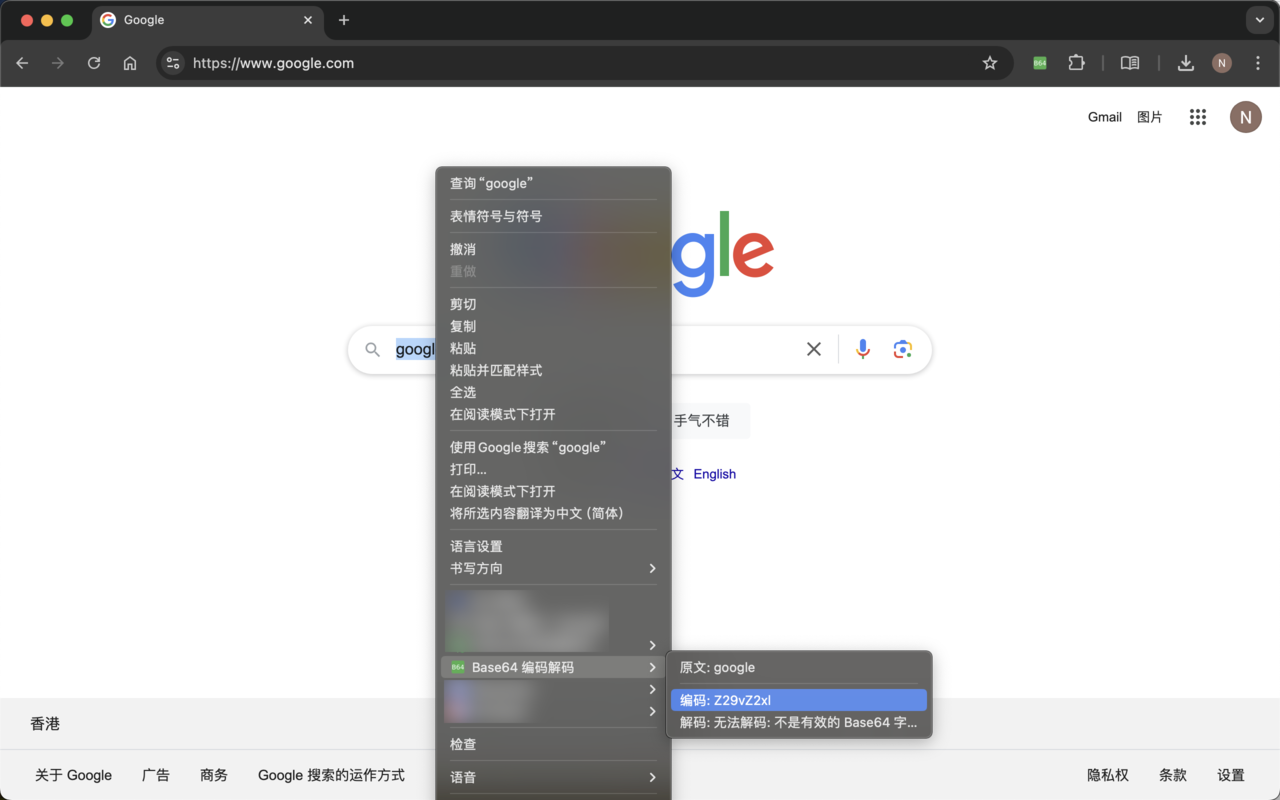 Google
https://www.google.com
B64
N
Gmail 图片
N
查询“google”
表情符号与符号
撤消
重做
剪切
复制
粘贴
粘贴并匹配样式
全选
在阅读模式下打开
使用Google搜索“google”
打印...
在阅读模式下打开
将所选内容翻译为中文（简体）
语言设置
书写方向
B64 Base64 编码解码
检查
语音
gle
googl
手气不错
文 English
原文: google
编码: Z29vZ2xl
解码: 无法解码: 不是有效的 Base64 字...
香港
关于 Google 广告 商务 Google 搜索的运作方式
隐私权 条款 设置